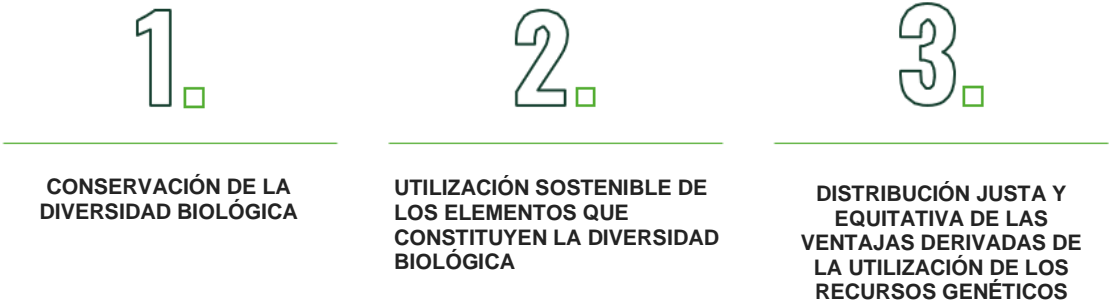 1.
CONSERVACIÓN DE LA
DIVERSIDAD BIOLÓGICA
2.
UTILIZACIÓN SOSTENIBLE DE
LOS ELEMENTOS QUE
CONSTITUYEN LA DIVERSIDAD
BIOLÓGICA
3.
DISTRIBUCIÓN JUSTA Y
EQUITATIVA DE LAS
VENTAJAS DERIVADAS DE
LA UTILIZACIÓN DE LOS
RECURSOS GENÉTICOS